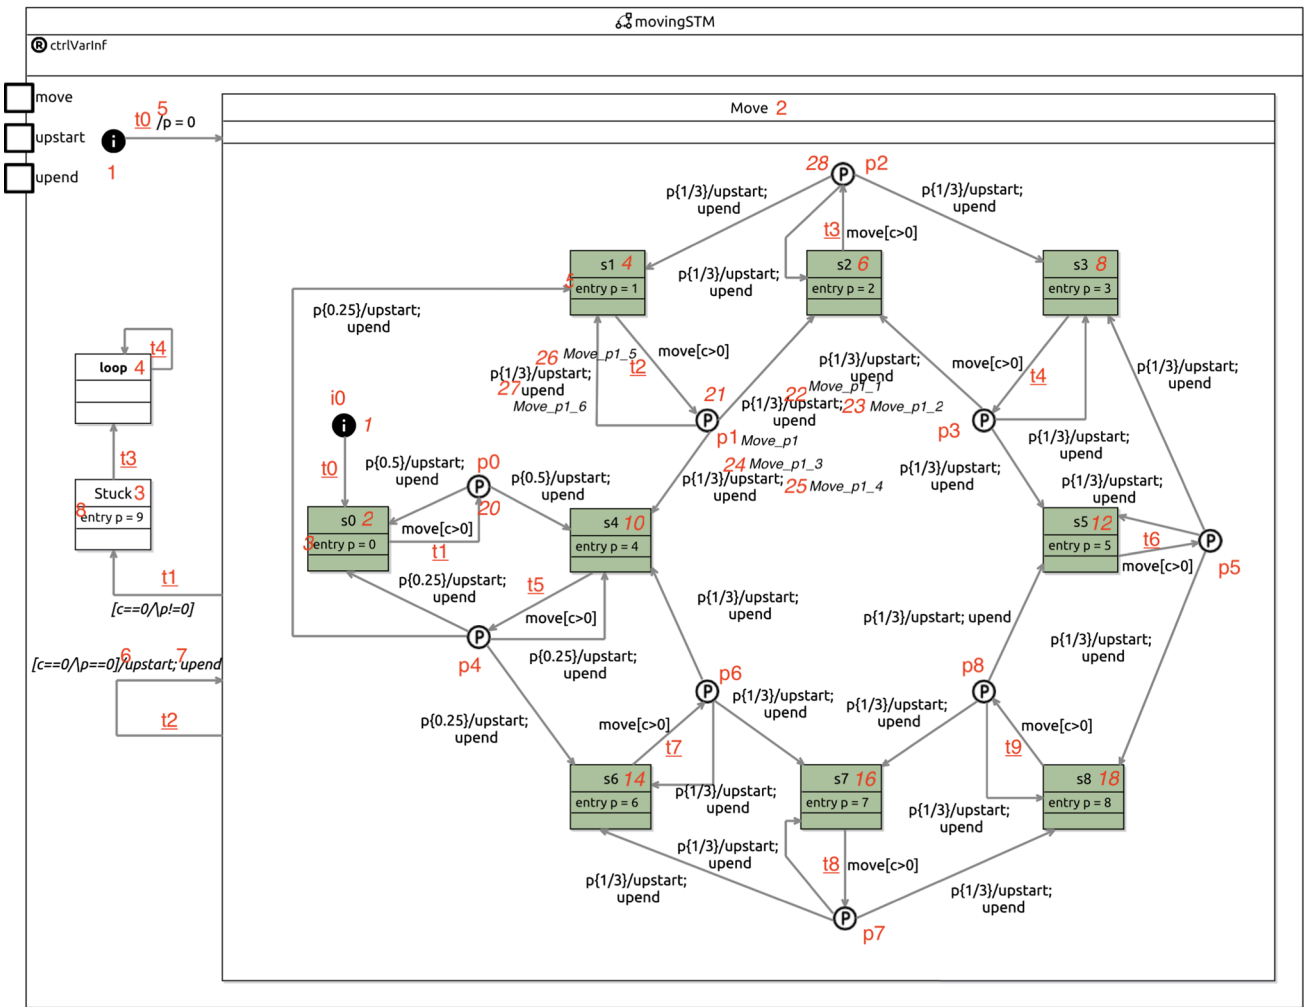 movingSTM
R ctrlVarInf
move
upstart
upend
i
1
t0 5
/p = 0
Move 2
28 P p2
p{1/3}/upstart;
upend
p{1/3}/upstart;
upend
t3 move[c>0]
p{1/3}/upstart;
upend
s1 4
5 entry p = 1
s2 6
entry p = 2
s3 8
entry p = 3
p{0.25}/upstart;
upend
26 Move_p1_5
p{1/3}/upstart;
27 upend
Move_p1_6
t2 move[c>0]
21
P
p1 Move_p1
p{1/3}/upstart;
upend
22 Move_p1_1
p{1/3}/upstart;
upend
23 Move_p1_2
24 Move_p1_3
p{1/3}/upstart;
upend
25 Move_p1_4
move[c>0]
t4
P
p3
p{1/3}/upstart;
upend
p{1/3}/upstart;
upend
p{1/3}/upstart;
upend
p{1/3}/upstart;
upend
loop 4
t4
t3
Stuck 3
8 entry p = 9
t1
[c==0/\p!=0]
6 7
[c==0/\p==0]/upstart; upend
t2
i0
i 1
t0
p{0.5}/upstart;
upend
p0
P
20
p{0.5}/upstart;
upend
s0 2
3 entry p = 0
move[c>0]
t1
s4 10
entry p = 4
s5 12
entry p = 5
t6
move[c>0]
P
p5
p{0.25}/upstart;
upend
t5
move[c>0]
P
p4
p{0.25}/upstart;
upend
p{1/3}/upstart;
upend
p{1/3}/upstart; upend
p{1/3}/upstart;
upend
p{0.25}/upstart;
upend
P p6
p{1/3}/upstart;
upend
move[c>0]
t7
p8
P
p{1/3}/upstart;
upend
move[c>0]
t9
s6 14
entry p = 6
p{1/3}/upstart;
upend
s7 16
entry p = 7
s8 18
entry p = 8
p{1/3}/upstart;
upend
p{1/3}/upstart;
upend
t8 move[c>0]
p{1/3}/upstart;
upend
p{1/3}/upstart;
upend
P p7